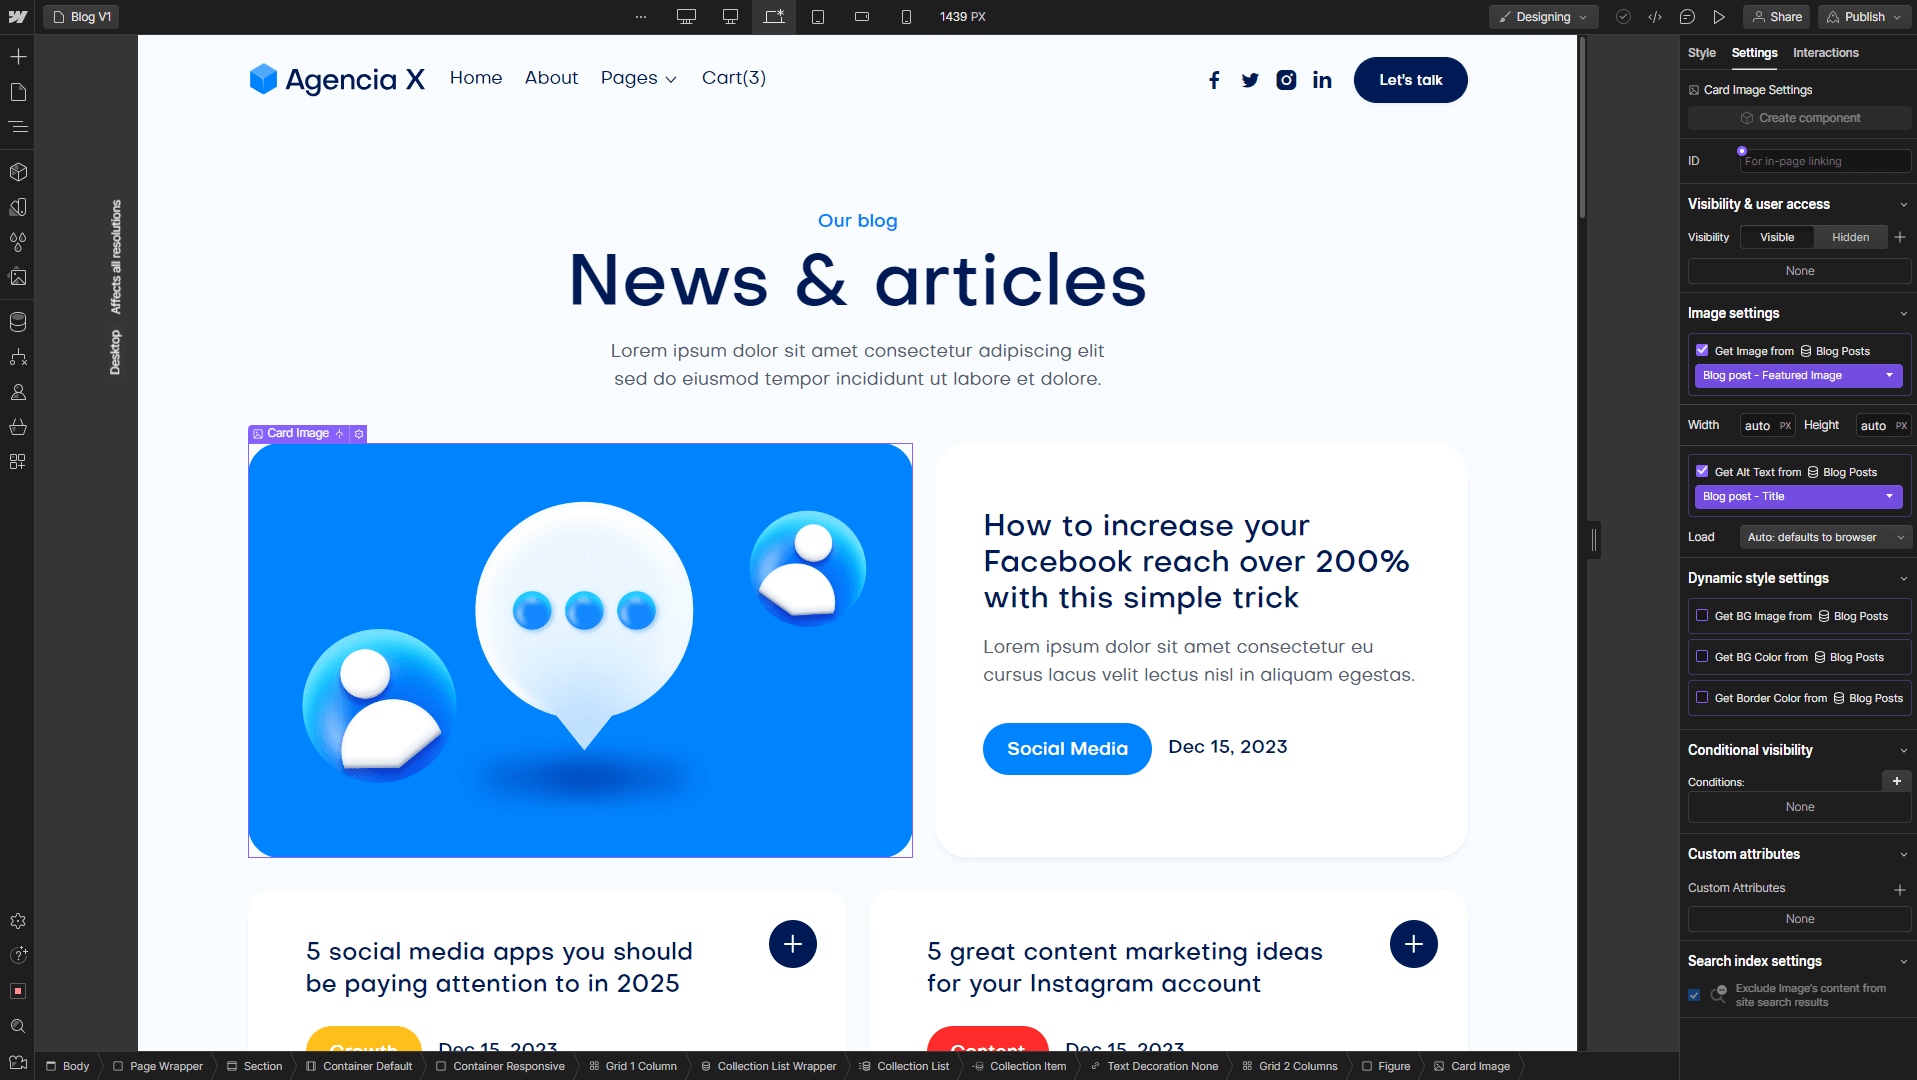 Blog V1
1439 PX
Designing
Share
Publish
Agencia X
Home
About
Pages
Cart(3)
Let's talk
Affects all resolutions
Desktop
Our blog
News & articles
Lorem ipsum dolor sit amet consectetur adipiscing elit
sed do eiusmod tempor incididunt ut labore et dolore.
Card Image
How to increase your
Facebook reach over 200%
with this simple trick
Lorem ipsum dolor sit amet consectetur eu
cursus lacus velit lectus nisl in aliquam egestas.
Social Media
Dec 15, 2023
5 social media apps you should
be paying attention to in 2025
Growth
Dec 15, 2023
5 great content marketing ideas
for your Instagram account
Content
Dec 15, 2023
Style
Settings
Interactions
Card Image Settings
Create component
ID
For in-page linking
Visibility & user access
Visibility
Visible
Hidden
None
Image settings
Get Image from Blog Posts
Blog post - Featured Image
Width
auto PX
Height
auto PX
Get Alt Text from Blog Posts
Blog post - Title
Load
Auto: defaults to browser
Dynamic style settings
Get BG Image from Blog Posts
Get BG Color from Blog Posts
Get Border Color from Blog Posts
Conditional visibility
Conditions:
None
Custom attributes
Custom Attributes
None
Search index settings
Exclude Image's content from
site search results
Body
Page Wrapper
Section
Container Default
Container Responsive
Grid 1 Column
Collection List Wrapper
Collection List
Collection Item
Text Decoration None
Grid 2 Columns
Figure
Card Image